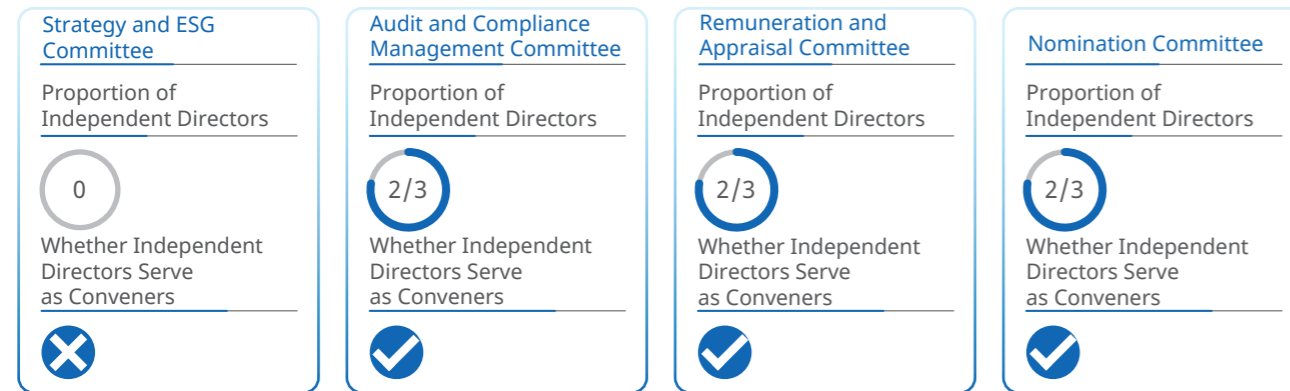 Strategy and ESG
Committee
Proportion of
Independent Directors
0
Whether Independent
Directors Serve
as Conveners
Audit and Compliance
Management Committee
Proportion of
Independent Directors
2/3
Whether Independent
Directors Serve
as Conveners
Remuneration and
Appraisal Committee
Proportion of
Independent Directors
2/3
Whether Independent
Directors Serve
as Conveners
Nomination Committee
Proportion of
Independent Directors
2/3
Whether Independent
Directors Serve
as Conveners